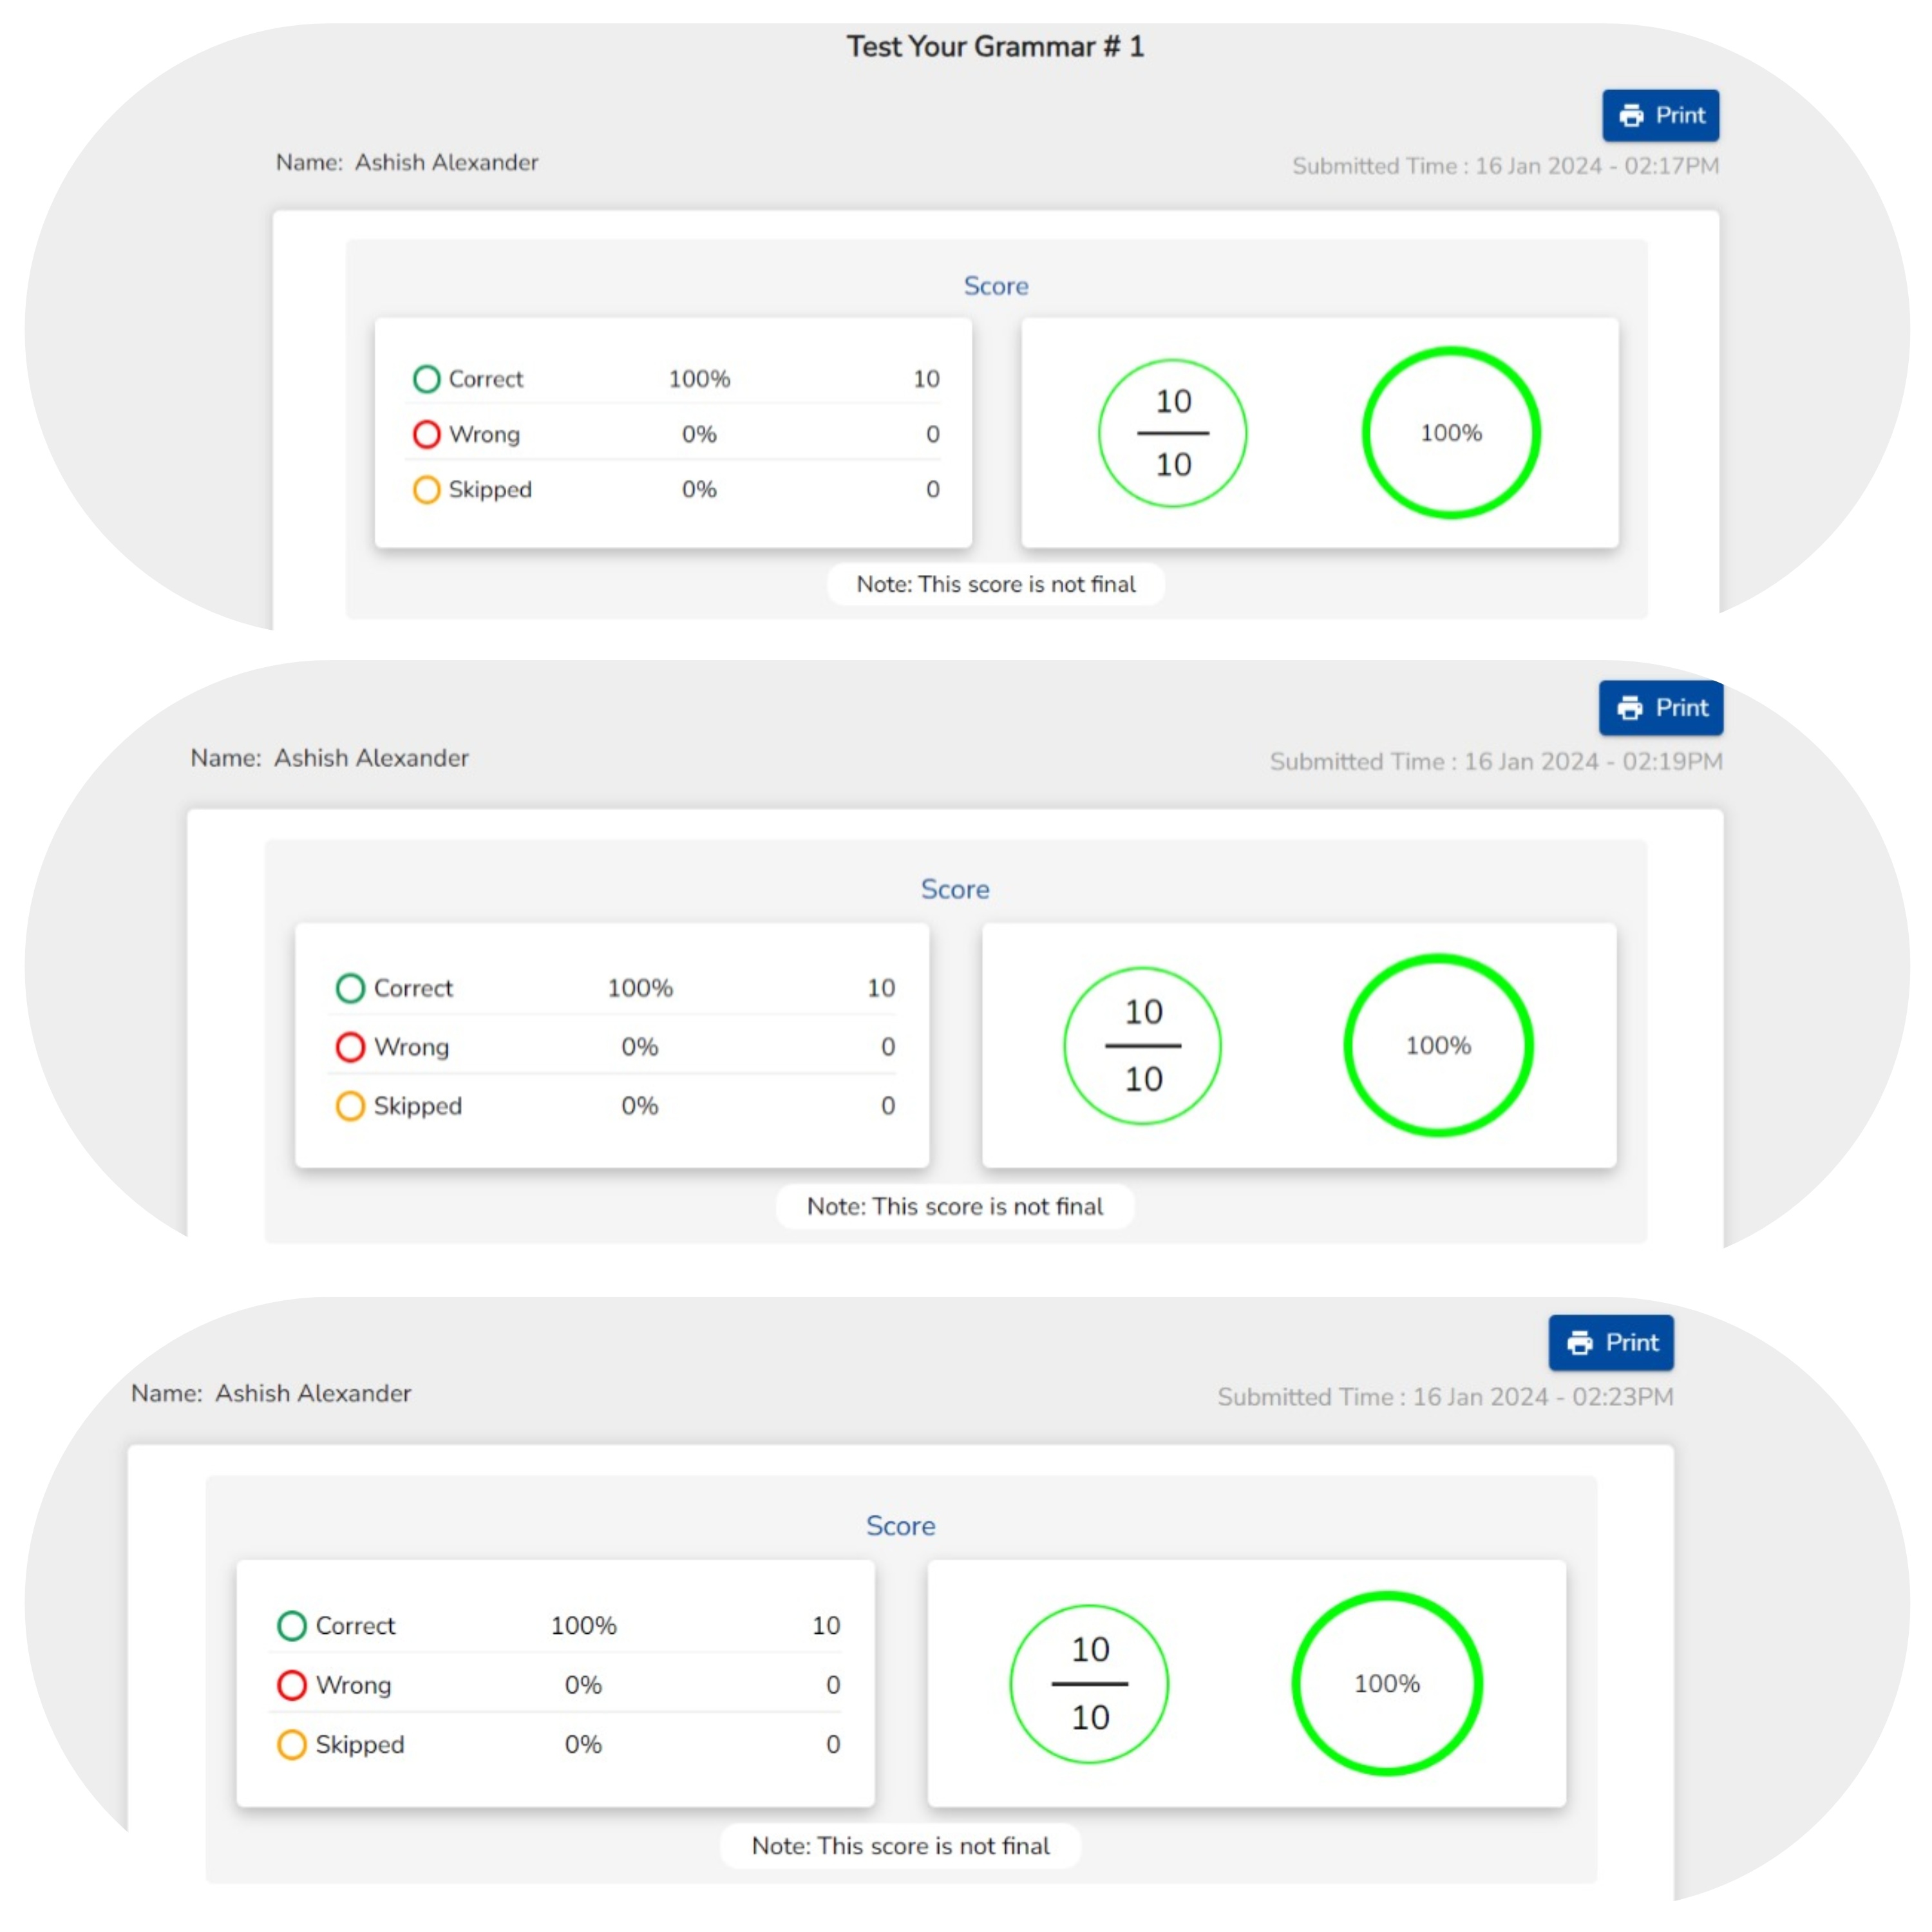 Test Your Grammar # 1
Print
Name: Ashish Alexander
Submitted Time : 16 Jan 2024 - 02:17PM
Score
Correct 100% 10
Wrong 0% 0
Skipped 0% 0
10
10
100%
Note: This score is not final
Print
Name: Ashish Alexander
Submitted Time : 16 Jan 2024 - 02:19PM
Score
Correct 100% 10
Wrong 0% 0
Skipped 0% 0
10
10
100%
Note: This score is not final
Print
Name: Ashish Alexander
Submitted Time : 16 Jan 2024 - 02:23PM
Score
Correct 100% 10
Wrong 0% 0
Skipped 0% 0
10
10
100%
Note: This score is not final